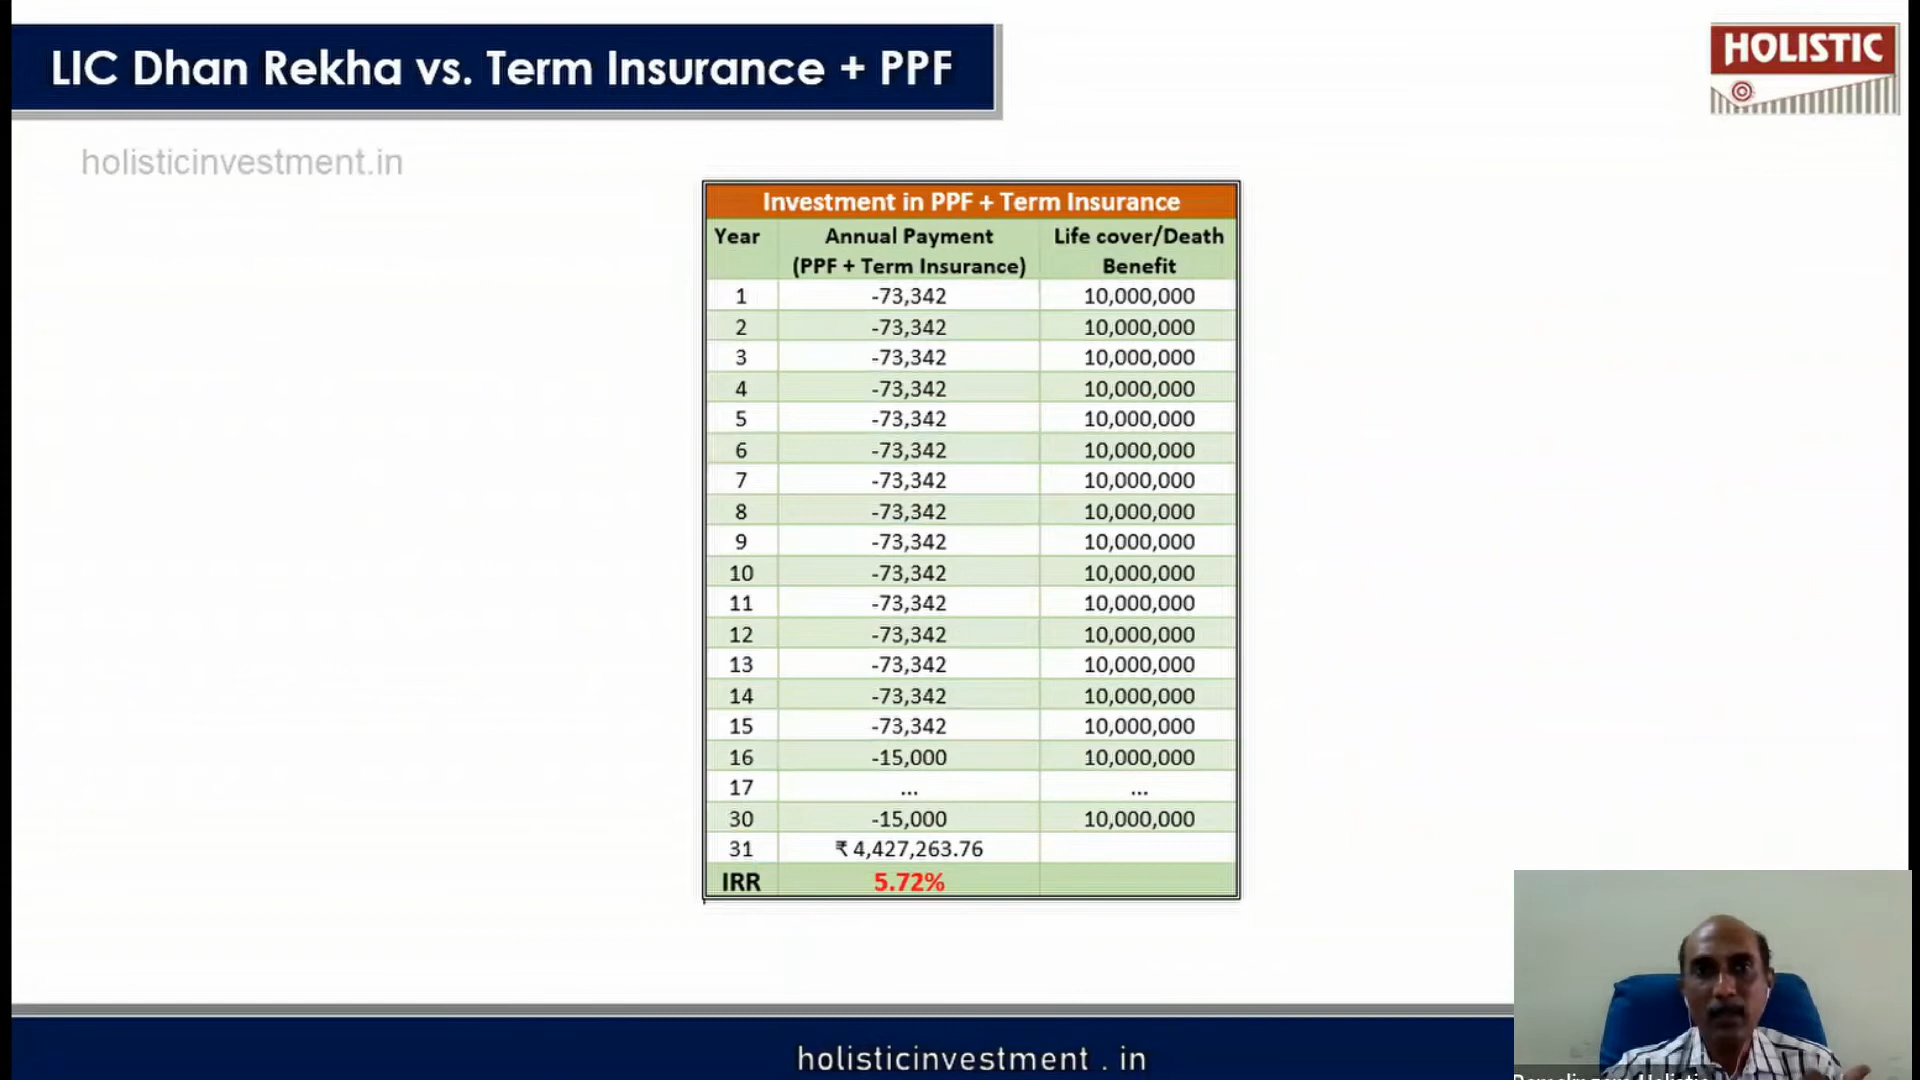 LIC Dhan Rekha vs. Term Insurance + PPF
HOLISTIC
holisticinvestment.in
Investment in PPF + Term Insurance
Year Annual Payment (PPF + Term Insurance) Life cover/Death Benefit
1 -73,342 10,000,000
2 -73,342 10,000,000
3 -73,342 10,000,000
4 -73,342 10,000,000
5 -73,342 10,000,000
6 -73,342 10,000,000
7 -73,342 10,000,000
8 -73,342 10,000,000
9 -73,342 10,000,000
10 -73,342 10,000,000
11 -73,342 10,000,000
12 -73,342 10,000,000
13 -73,342 10,000,000
14 -73,342 10,000,000
15 -73,342 10,000,000
16 -15,000 10,000,000
17 ... ...
30 -15,000 10,000,000
31 ₹ 4,427,263.76
IRR 5.72%
holisticinvestment . in